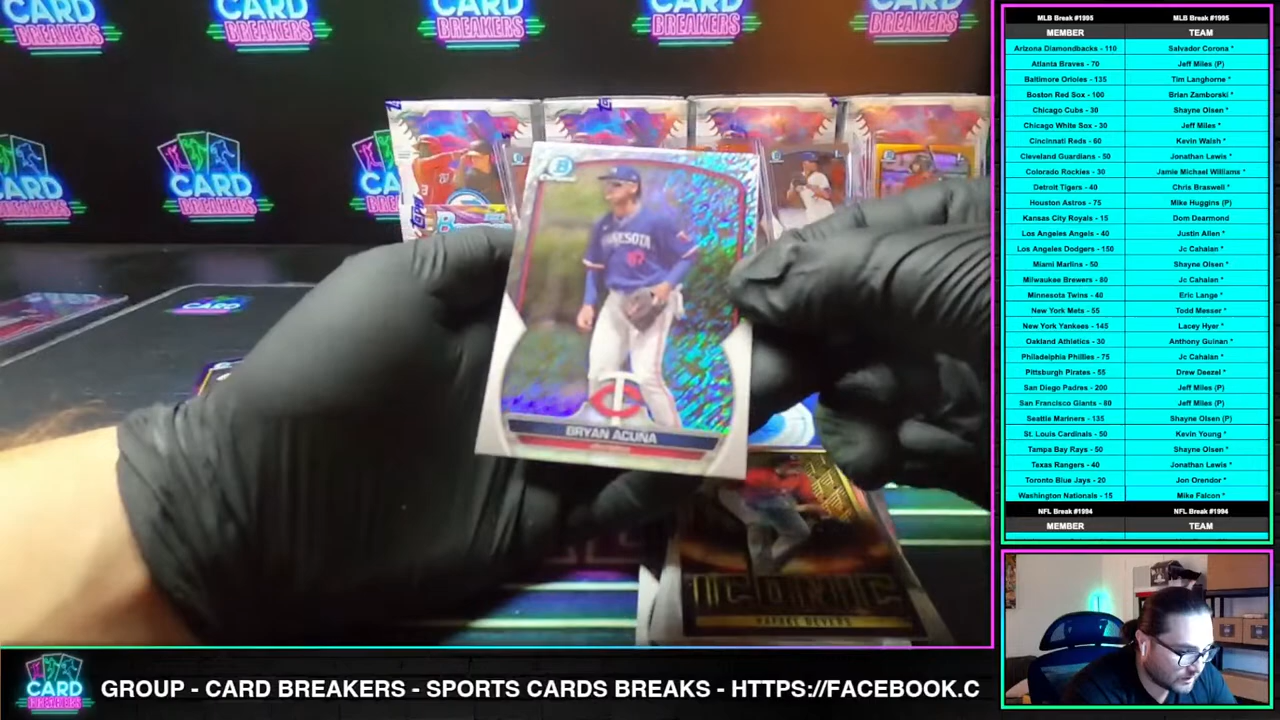 CARD
BREAKERS
CARD
BREAKERS
CARD
BREAKERS
CARD
BREAKERS
CARD
BREAKERS
CARD
BREAKERS
CARD
BREAKERS
CARD
CARD
MINNESOTA
BRYAN ACUNA
ICONIC
RAFAEL DEVERS
MLB Break #1995 MLB Break #1995
MEMBER TEAM
Arizona Diamondbacks - 110 Salvador Corona *
Atlanta Braves - 70 Jeff Miles (P)
Baltimore Orioles - 135 Tim Langhorne *
Boston Red Sox - 100 Brian Zamborski *
Chicago Cubs - 30 Shayne Olsen *
Chicago White Sox - 30 Jeff Miles *
Cincinnati Reds - 60 Kevin Walsh *
Cleveland Guardians - 50 Jonathan Lewis *
Colorado Rockies - 30 Jamie Michael Williams *
Detroit Tigers - 40 Chris Braswell *
Houston Astros - 75 Mike Huggins (P)
Kansas City Royals - 15 Dom Dearmond
Los Angeles Angels - 40 Justin Allen *
Los Angeles Dodgers - 150 Jc Cahalan *
Miami Marlins - 50 Shayne Olsen *
Milwaukee Brewers - 80 Jc Cahalan *
Minnesota Twins - 40 Eric Lange *
New York Mets - 55 Todd Messer *
New York Yankees - 145 Lacey Hyer *
Oakland Athletics - 30 Anthony Guinan *
Philadelphia Phillies - 75 Jc Cahalan *
Pittsburgh Pirates - 55 Drew Deezel *
San Diego Padres - 200 Jeff Miles (P)
San Francisco Giants - 80 Jeff Miles (P)
Seattle Mariners - 135 Shayne Olsen (P)
St. Louis Cardinals - 50 Kevin Young *
Tampa Bay Rays - 50 Shayne Olsen *
Texas Rangers - 40 Jonathan Lewis *
Toronto Blue Jays - 20 Jon Orendor *
Washington Nationals - 15 Mike Falcon *
NFL Break #1994 NFL Break #1994
MEMBER TEAM
CARD
BREAKERS
GROUP - CARD BREAKERS - SPORTS CARDS BREAKS - HTTPS://FACEBOOK.C